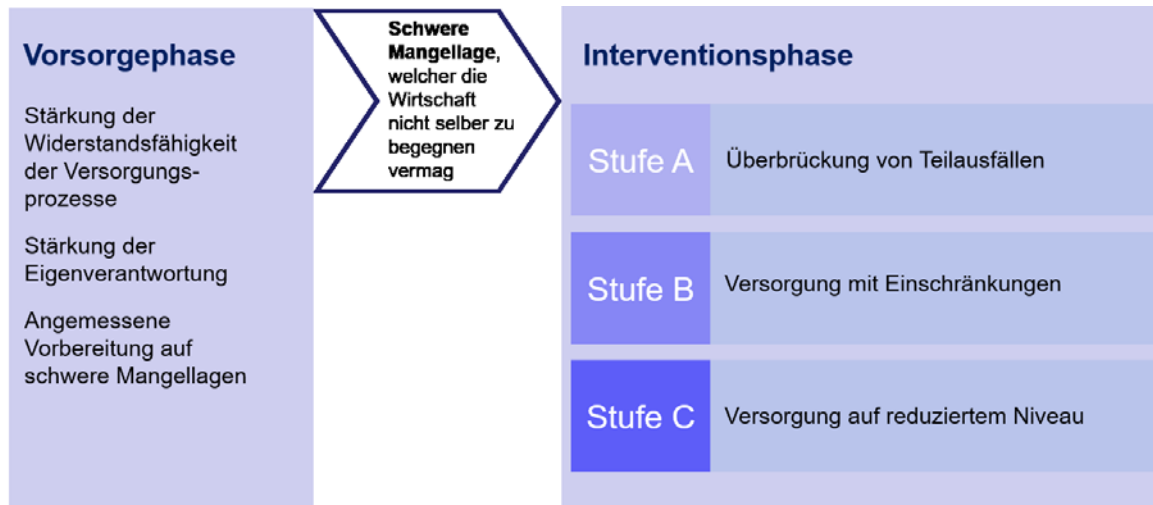 Vorsorgephase
Stärkung der
Widerstandsfähigkeit
der Versorgungs-
prozesse
Stärkung der
Eigenverantwortung
Angemessene
Vorbereitung auf
schwere Mangellagen
Schwere
Mangellage,
welcher die
Wirtschaft
nicht selber zu
begegnen
vermag
Interventionsphase
Stufe A
Überbrückung von Teilausfällen
Stufe B
Versorgung mit Einschränkungen
Stufe C
Versorgung auf reduziertem Niveau